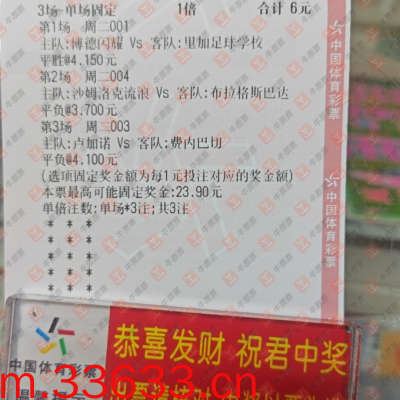 3场-单场固定 1倍 合计 6元
第1场 周二001
主队:博德闪耀 Vs 客队:里加足球学校
平胜@4.150元
第2场 周二004
主队:沙姆洛克流浪 Vs 客队:布拉格斯巴达
平负@3.700元
第3场 周二003
主队:卢加诺 Vs 客队:费内巴切
平负@4.100元
(选项固定奖金额为每1元投注对应的奖金额)
本票最高可能固定奖金:23.90元
单倍注数:单场*3注;共3注
* * *
* * *
* * *
* * *
中国体育彩票
中国体育彩票
恭喜发财 祝君中奖
中国体育彩票
m.33633.cn